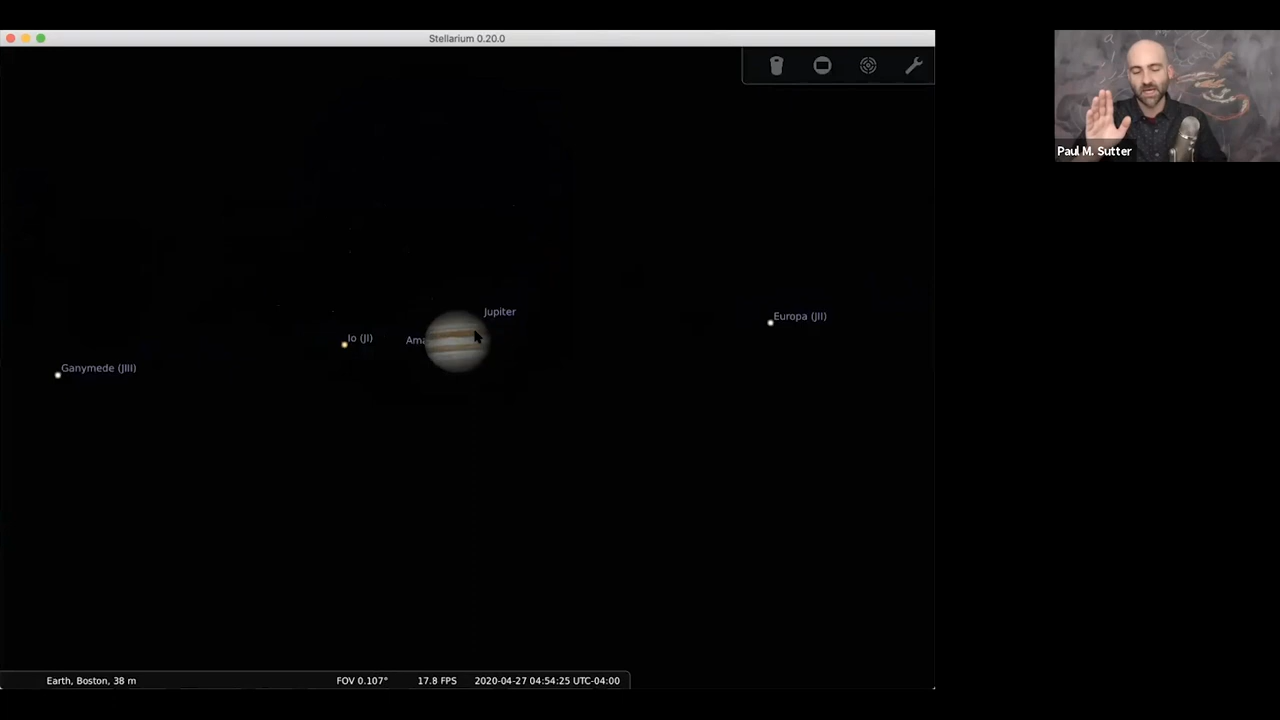 Stellarium 0.20.0
Jupiter
Europa (JII)
Io (JI)
Ama
Ganymede (JIII)
Paul M. Sutter
Earth, Boston, 38 m
FOV 0.107°
17.8 FPS
2020-04-27 04:54:25 UTC-04:00